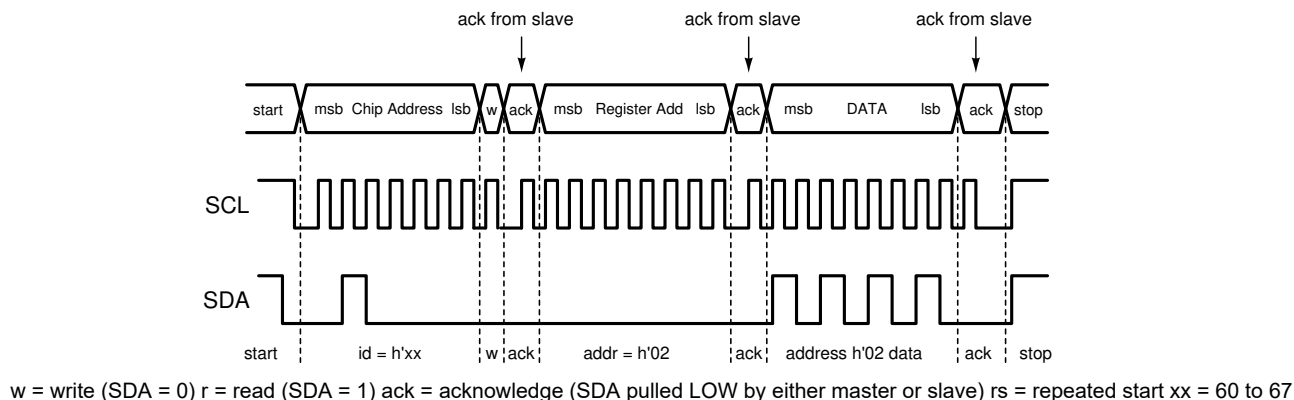 ack from slave ack from slave ack from slave
start msb Chip Address lsb w ack msb Register Add lsb ack msb DATA lsb ack stop
SCL
SDA
start id = h'xx w ack addr = h'02 ack address h'02 data ack stop
w = write (SDA = 0) r = read (SDA = 1) ack = acknowledge (SDA pulled LOW by either master or slave) rs = repeated start xx = 60 to 67